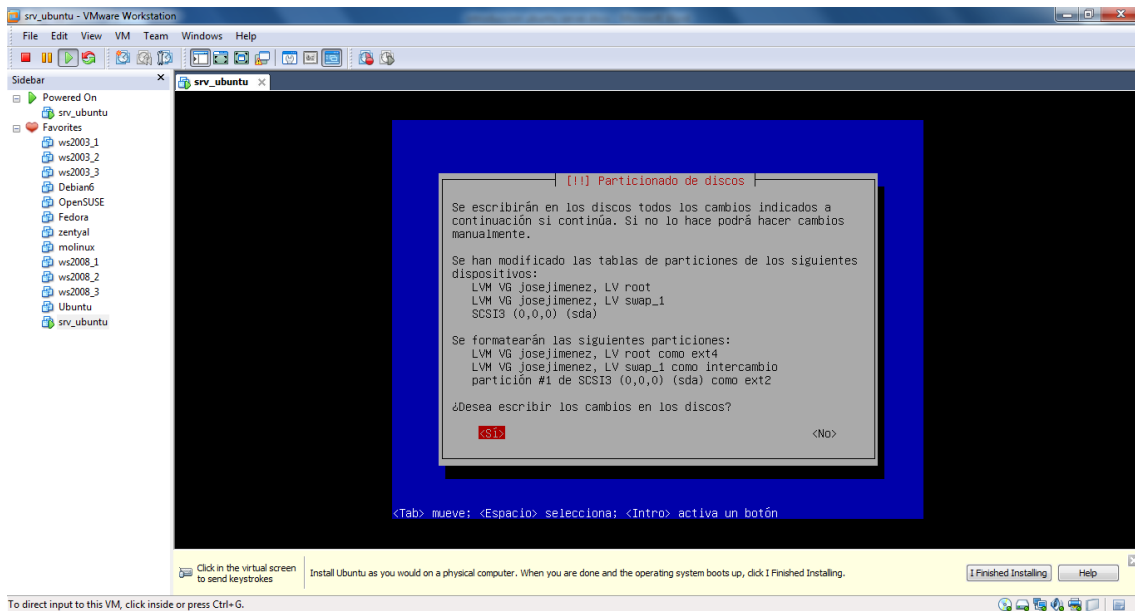 srv_ubuntu - VMware Workstation
File Edit View VM Team Windows Help
Sidebar
srv_ubuntu
Powered On
srv_ubuntu
Favorites
ws2003_1
ws2003_2
ws2003_3
Debian6
OpenSUSE
Fedora
zentyal
molinux
ws2008_1
ws2008_2
ws2008_3
Ubuntu
srv_ubuntu
[!!] Particionado de discos
Se escribirán en los discos todos los cambios indicados a
continuación si continúa. Si no lo hace podrá hacer cambios
manualmente.
Se han modificado las tablas de particiones de los siguientes
dispositivos:
LVM VG josejimenez, LV root
LVM VG josejimenez, LV swap_1
SCSI3 (0,0,0) (sda)
Se formatearán las siguientes particiones:
LVM VG josejimenez, LV root como ext4
LVM VG josejimenez, LV swap_1 como intercambio
partición #1 de SCSI3 (0,0,0) (sda) como ext2
¿Desea escribir los cambios en los discos?
<Sí> <No>
<Tab> mueve; <Espacio> selecciona; <Intro> activa un botón
Click in the virtual screen
to send keystrokes
Install Ubuntu as you would on a physical computer. When you are done and the operating system boots up, click I Finished Installing.
I Finished Installing
Help
To direct input to this VM, click inside or press Ctrl+G.